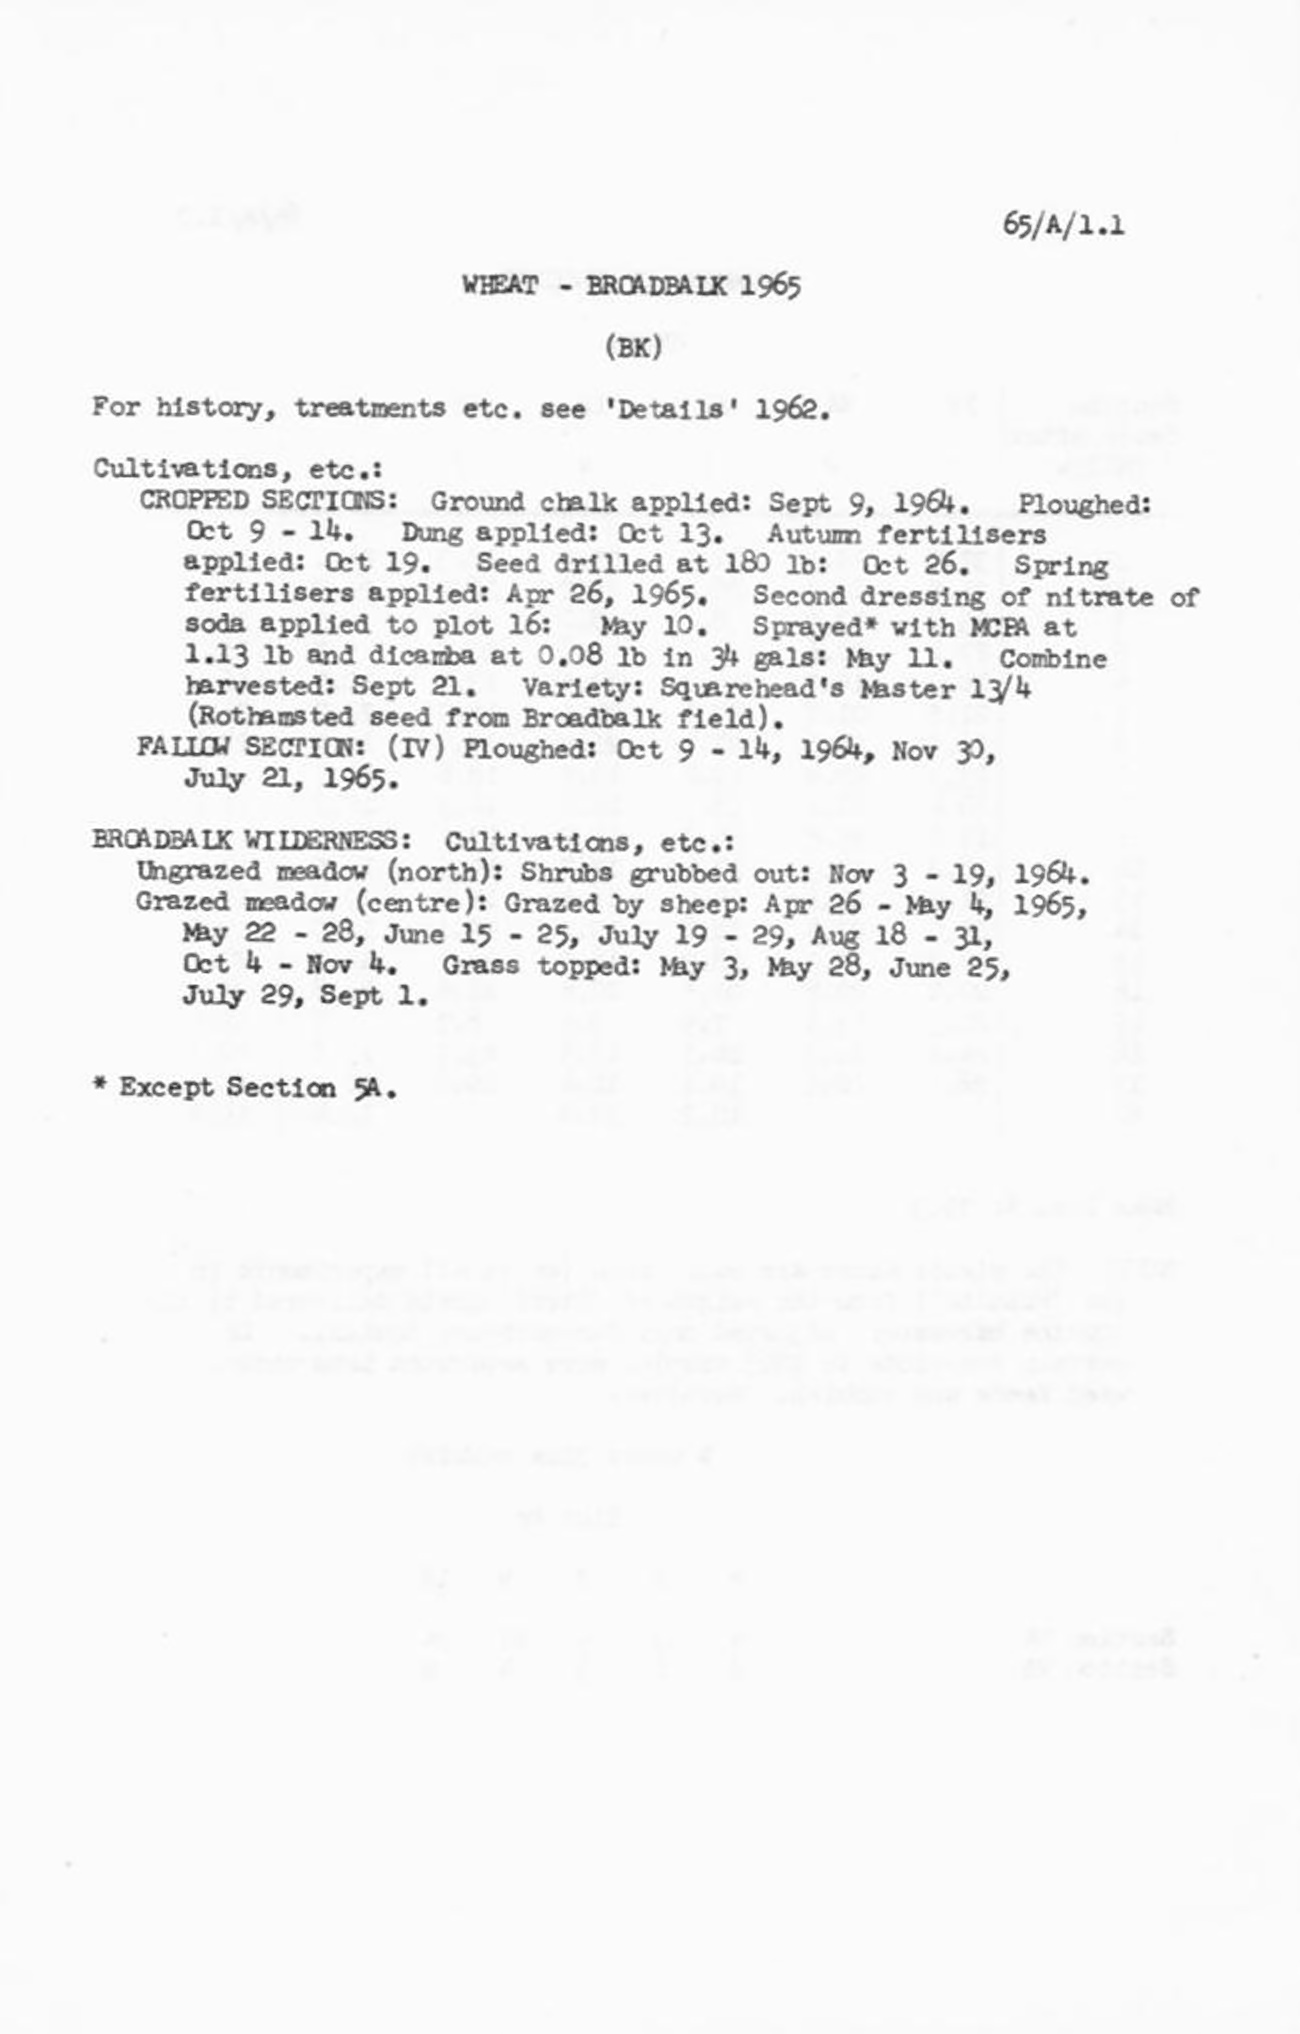 65/A/1.1
WHEAT - BROADBALK 1965
(BK)
For history, treatments etc. see 'Details' 1962.
Cultivations, etc.:
CROPPED SECTIONS: Ground chalk applied: Sept 9, 1964. Ploughed:
Oct 9 - 14. Dung applied: Oct 13. Autumn fertilisers
applied: Oct 19. Seed drilled at 180 lb: Oct 26. Spring
fertilisers applied: Apr 26, 1965. Second dressing of nitrate of
soda applied to plot 16: May 10. Sprayed* with MCPA at
1.13 lb and dicamba at 0.08 lb in 34 gals: May 11. Combine
harvested: Sept 21. Variety: Squarehead's Master 13/4
(Rothamsted seed from Broadbalk field).
FALLOW SECTION: (IV) Ploughed: Oct 9 - 14, 1964, Nov 30,
July 21, 1965.
BROADBALK WILDERNESS: Cultivations, etc.:
Ungrazed meadow (north): Shrubs grubbed out: Nov 3 - 19, 1964.
Grazed meadow (centre): Grazed by sheep: Apr 26 - May 4, 1965,
May 22 - 28, June 15 - 25, July 19 - 29, Aug 18 - 31,
Oct 4 - Nov 4. Grass topped: May 3, May 28, June 25,
July 29, Sept 1.
* Except Section 5A.